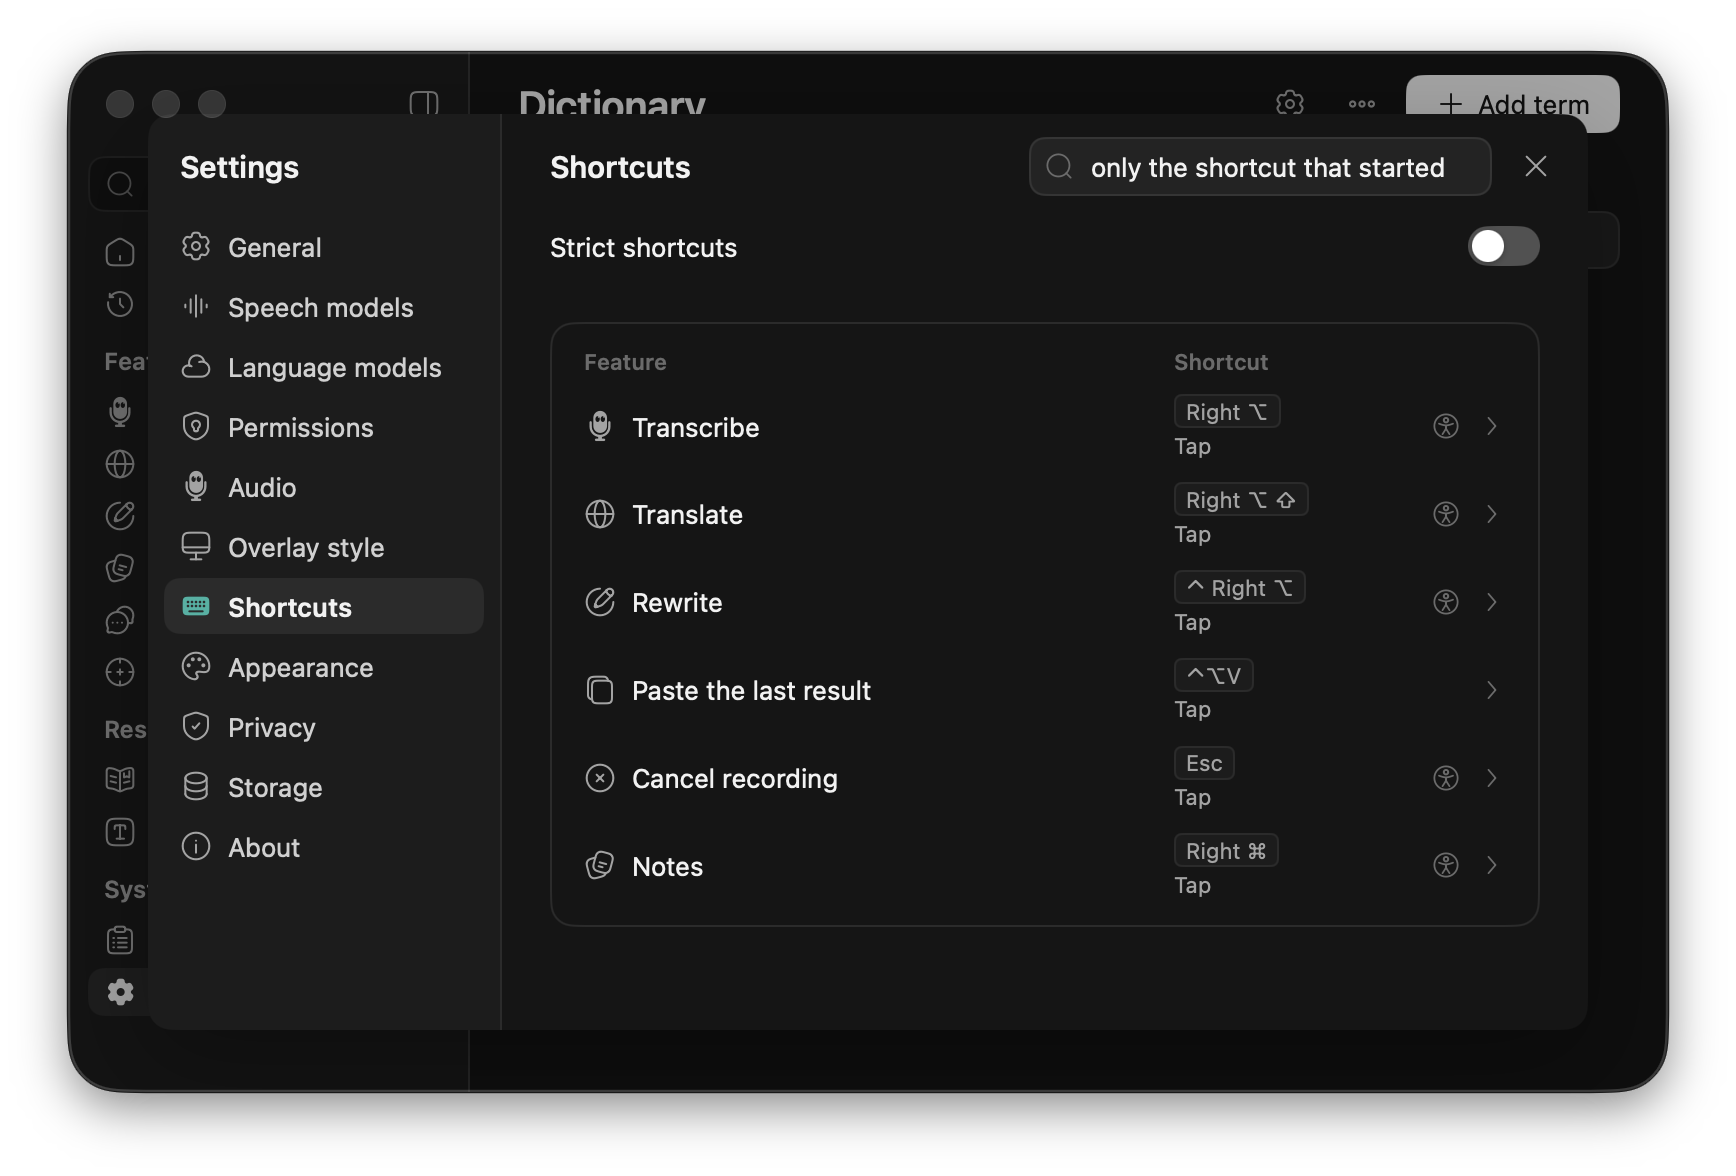 Dictionary
Add term
Settings
Shortcuts
only the shortcut that started
General
Speech models
Language models
Permissions
Audio
Overlay style
Shortcuts
Appearance
Privacy
Storage
About
Strict shortcuts
Feature Shortcut
Transcribe
Right ⌥
Tap
Translate
Right ⌥ ⇧
Tap
Rewrite
^ Right ⌥
Tap
Paste the last result
^⌥V
Tap
Cancel recording
Esc
Tap
Notes
Right ⌘
Tap